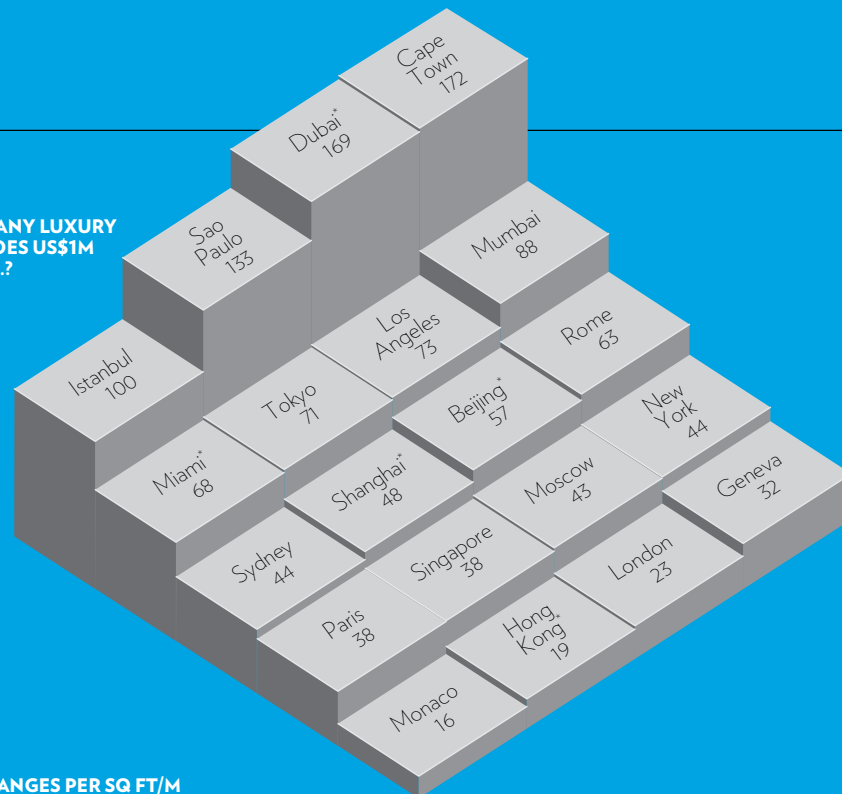 Cape
Town
172
Dubai*
169
ANY LUXURY
DES US$1M
.?
Sao
Paulo
133
Mumbai
88
Los
Angeles
73
Rome
63
Istanbul
100
Tokyo
71
Beijing*
57
New
York
44
Miami*
68
Shanghai*
48
Moscow
43
Geneva
32
Sydney
44
Singapore
38
London
23
Paris
38
Hong
Kong*
19
Monaco
16
ANGES PER SQ FT/M